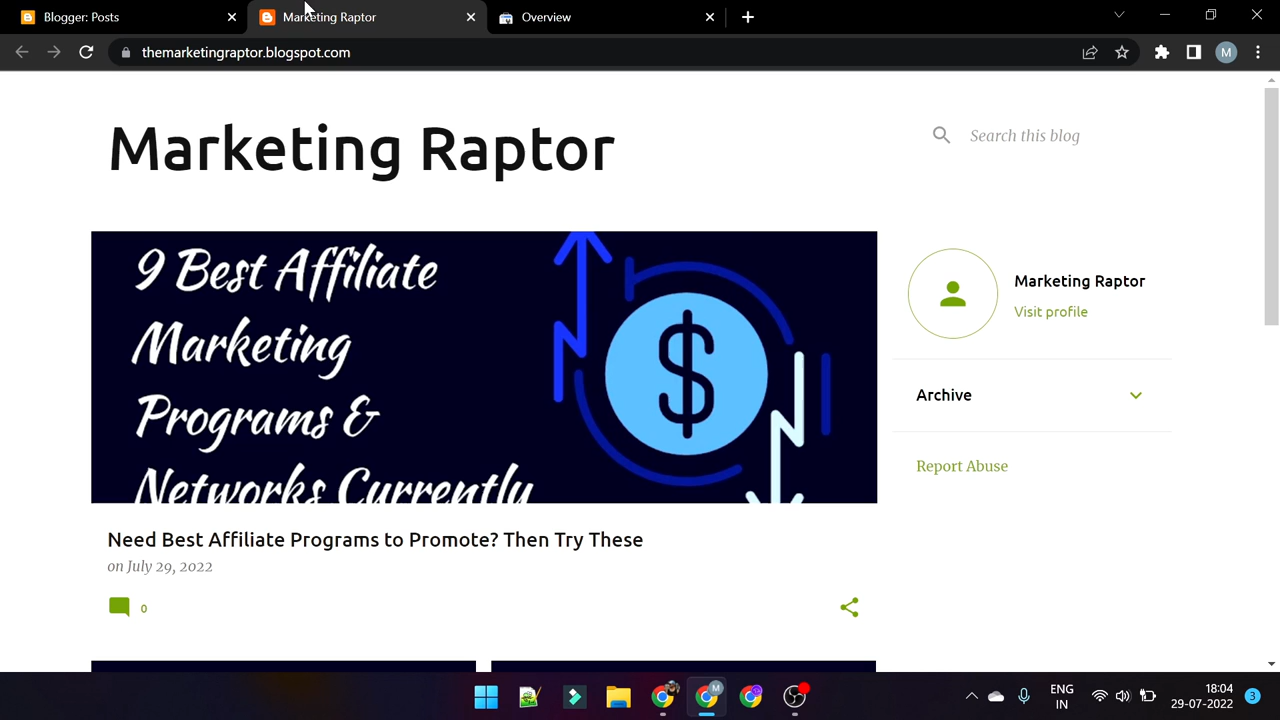 Blogger: Posts
Marketing Raptor
Overview
themarketingraptor.blogspot.com
M
Marketing Raptor
Search this blog
9 Best Affiliate
Marketing
Programs &
Networks Currently
$
Marketing Raptor
Visit profile
Archive
Report Abuse
Need Best Affiliate Programs to Promote? Then Try These
on July 29, 2022
0
M
ENG
IN
18:04
29-07-2022
3